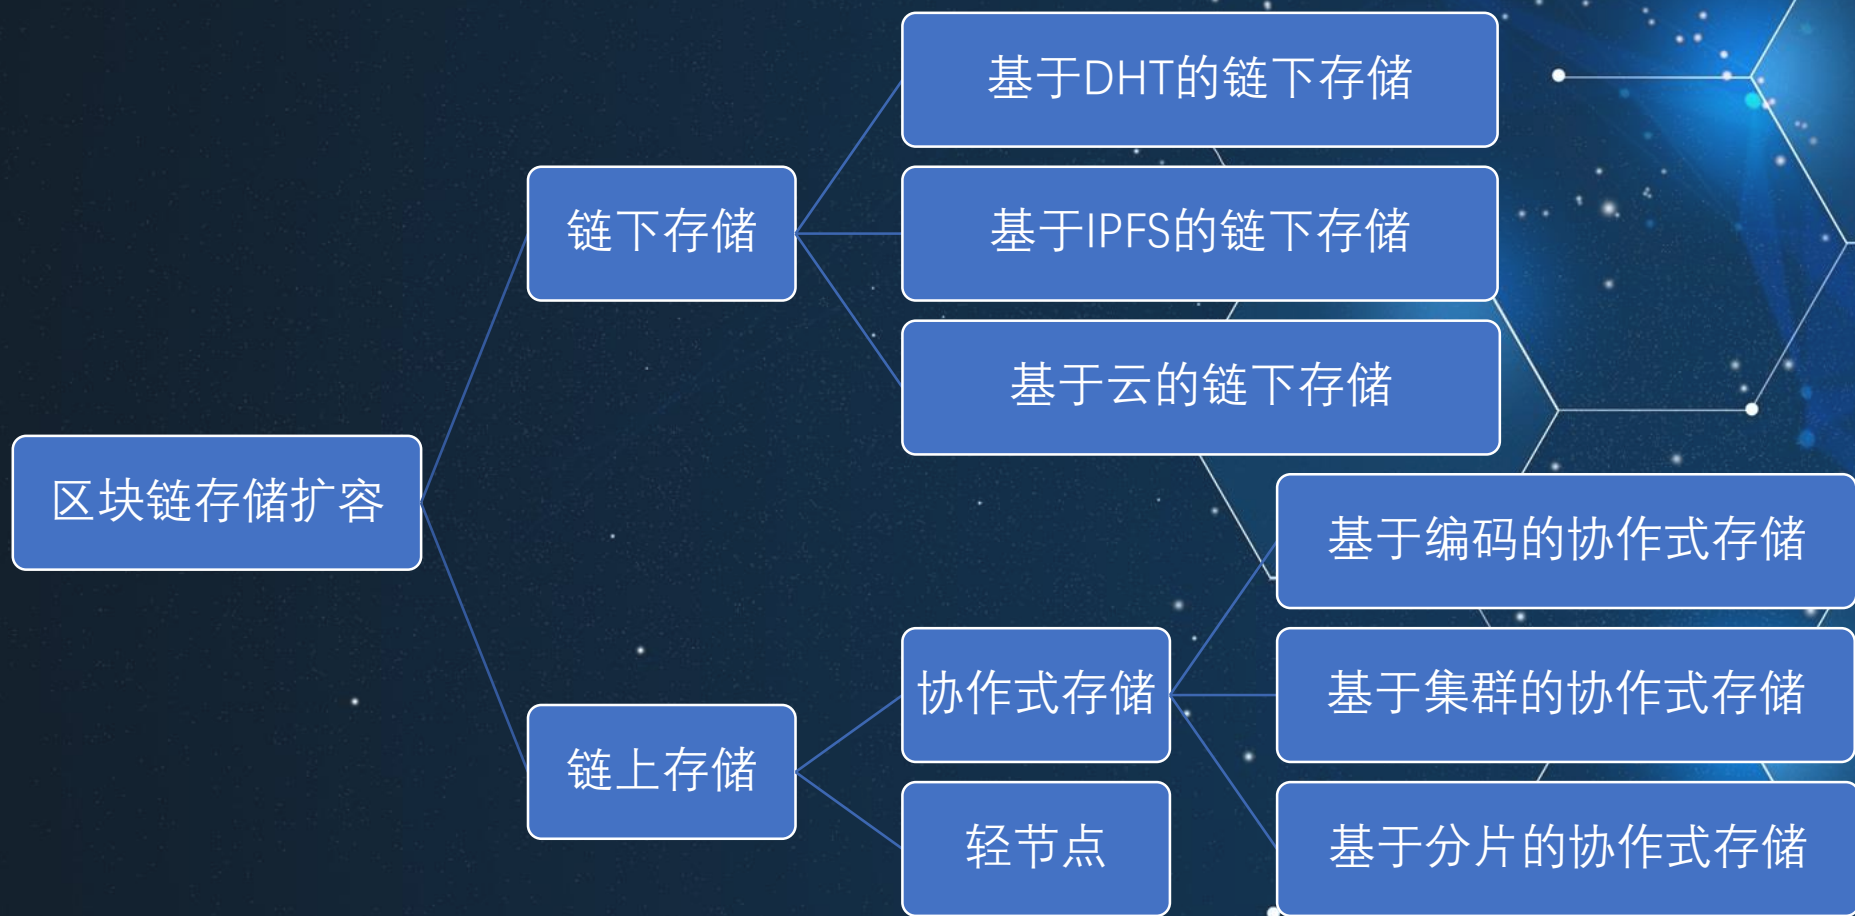 区块链存储扩容
链下存储
基于DHT的链下存储
基于IPFS的链下存储
基于云的链下存储
链上存储
协作式存储
基于编码的协作式存储
基于集群的协作式存储
基于分片的协作式存储
轻节点